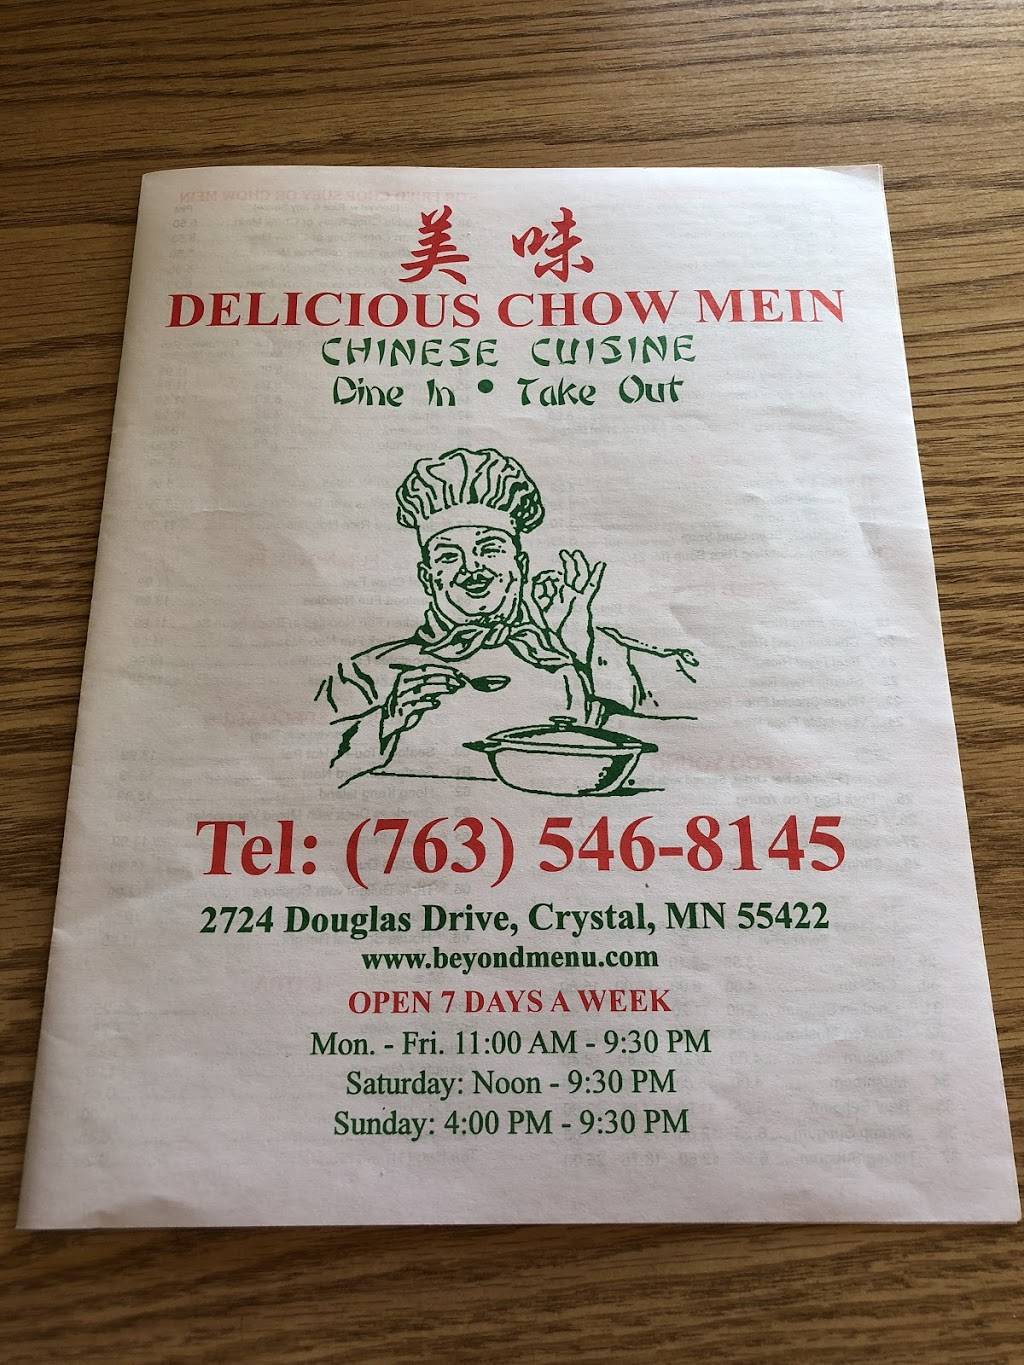 美味
DELICIOUS CHOW MEIN
CHINESE CUISINE
Dine In • Take Out
Tel: (763) 546-8145
2724 Douglas Drive, Crystal, MN 55422
www.beyondmenu.com
OPEN 7 DAYS A WEEK
Mon. - Fri. 11:00 AM - 9:30 PM
Saturday: Noon - 9:30 PM
Sunday: 4:00 PM - 9:30 PM